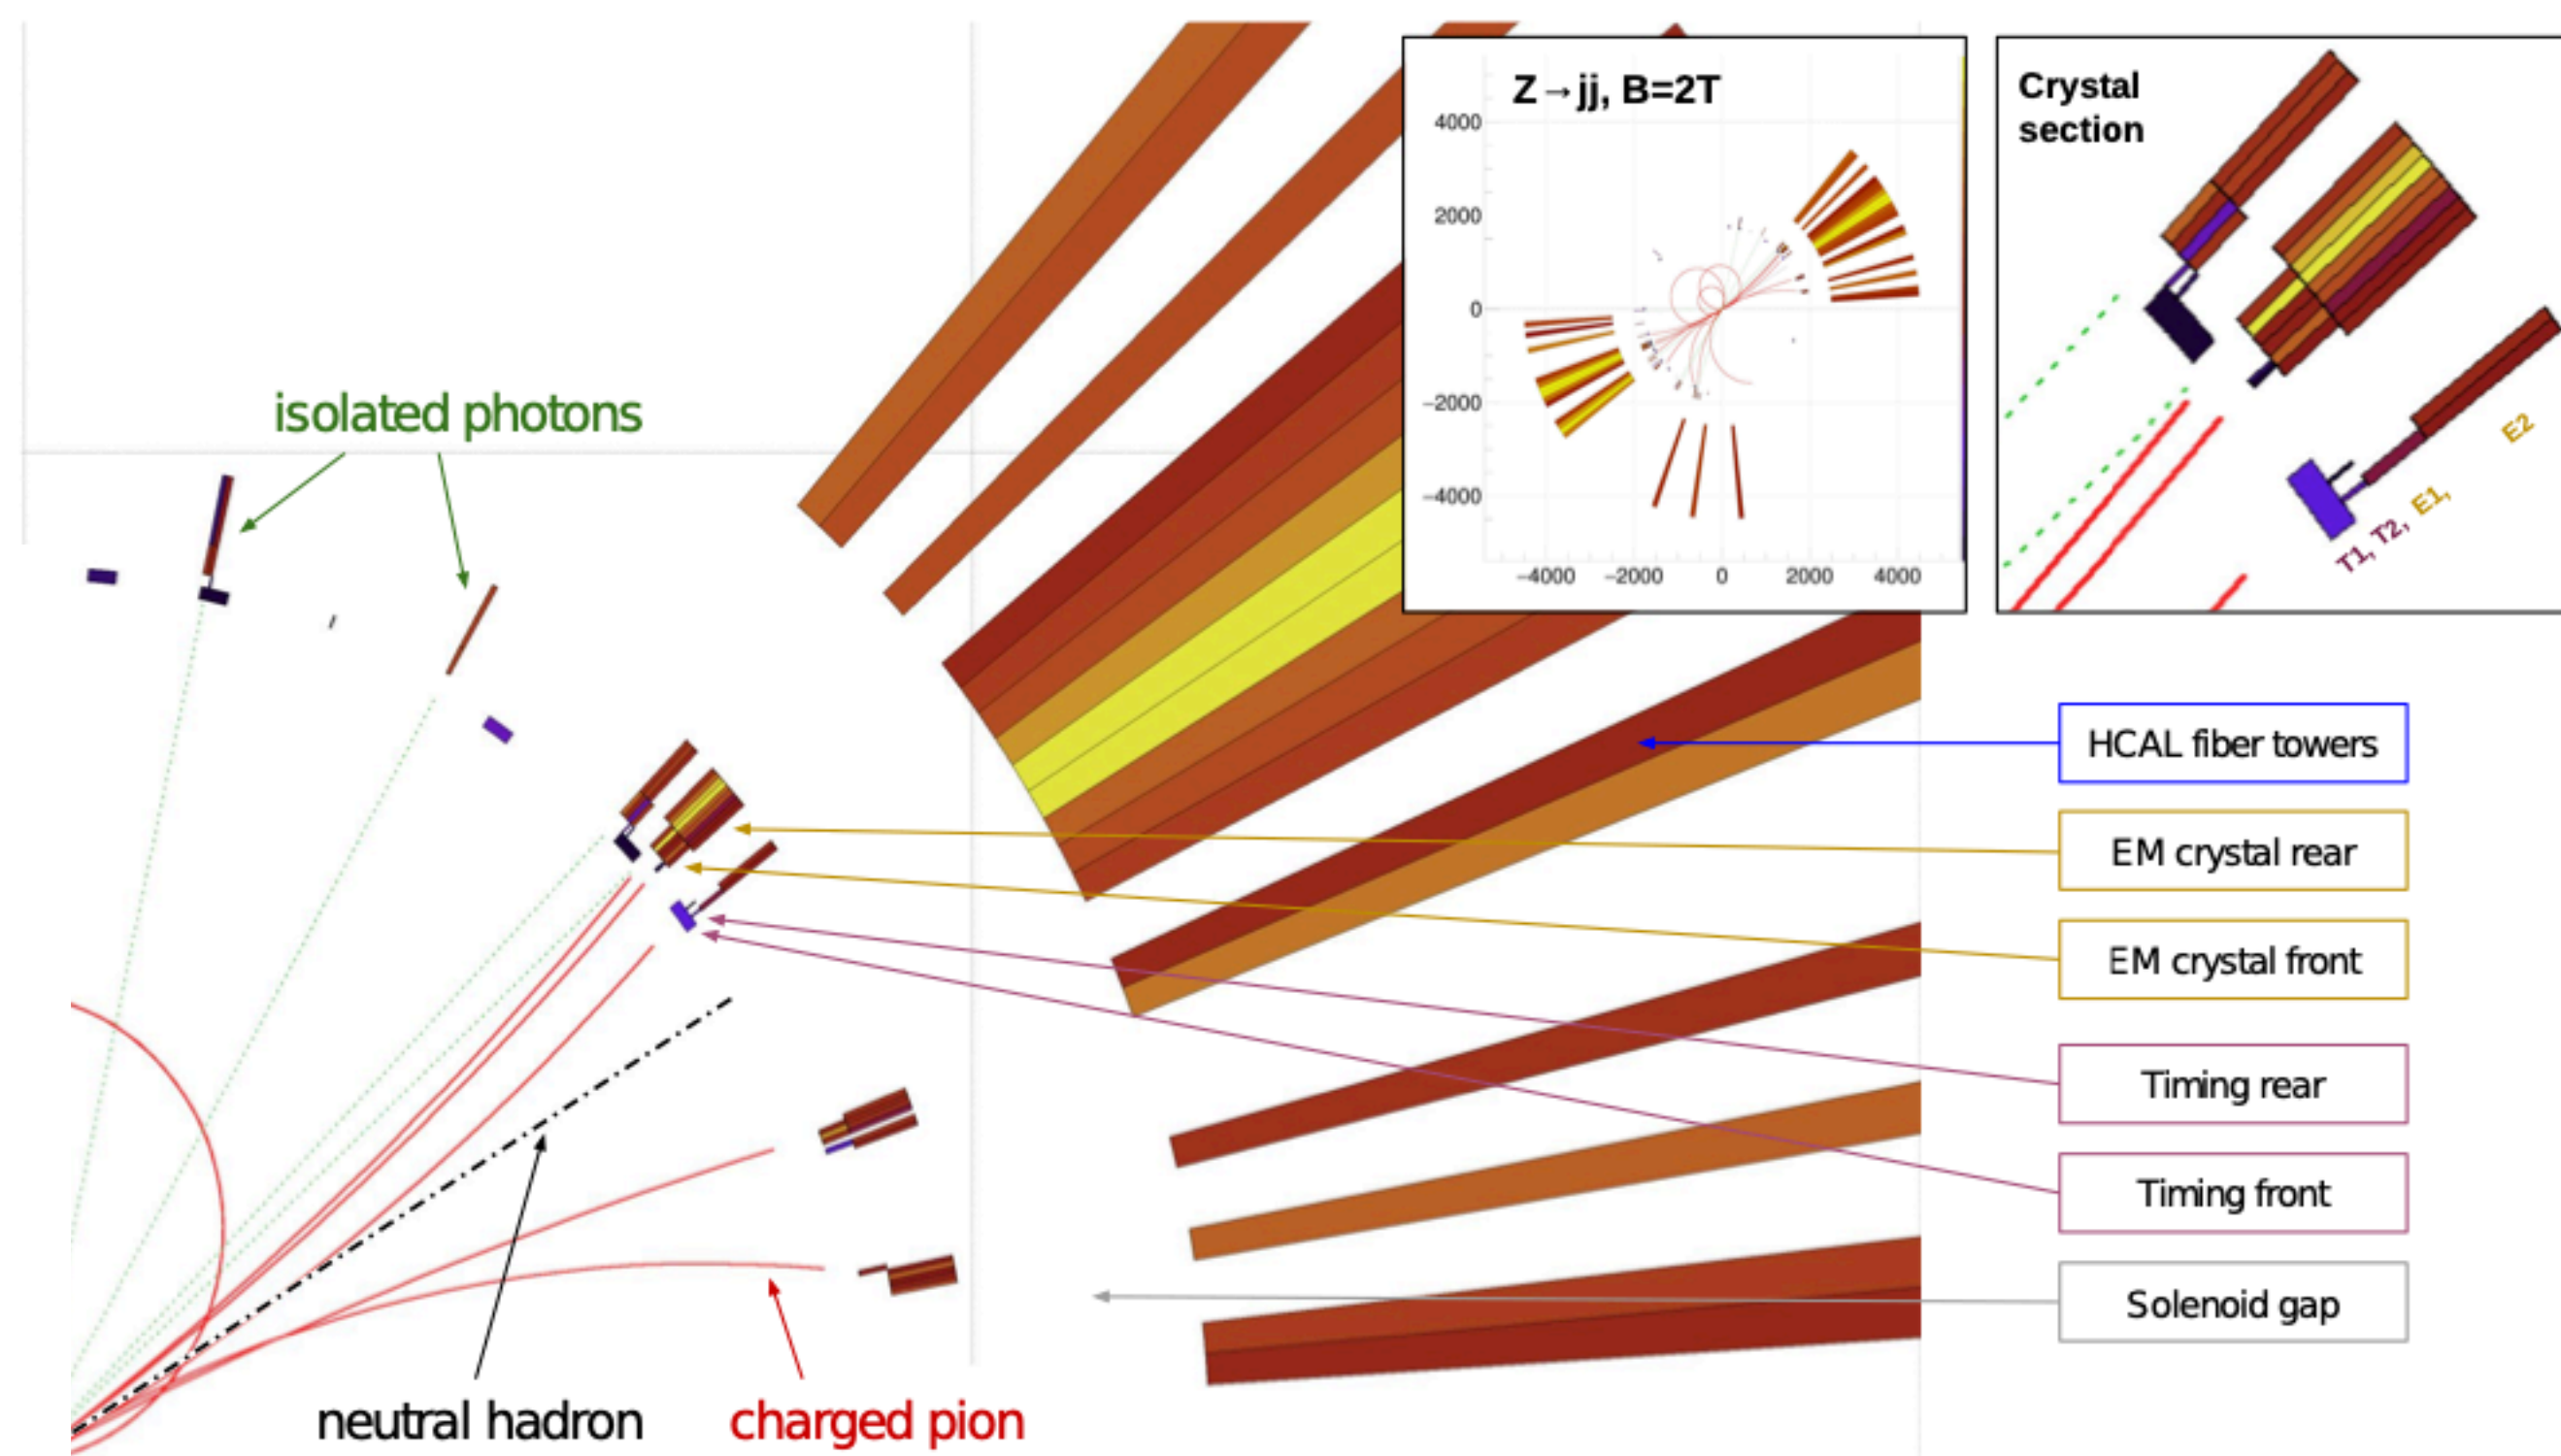 Z→jj, B=2T
4000
2000
0
−2000
−4000
−4000 −2000 0 2000 4000
Crystal
section
E2
T1, T2, E1,
isolated photons
HCAL fiber towers
EM crystal rear
EM crystal front
Timing rear
Timing front
Solenoid gap
neutral hadron
charged pion